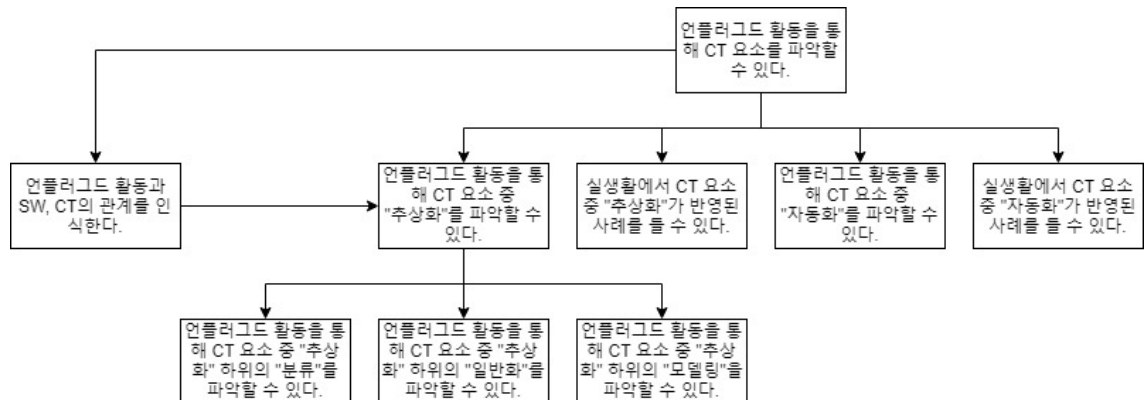 언플러그드 활동을 통
해 CT 요소를 파악할
수 있다.
언플러그드 활동과
SW, CT의 관계를 인
식한다.
언플러그드 활동을 통
해 CT 요소 중
"추상화"를 파악할 수
있다.
실생활에서 CT 요소
중 "추상화"가 반영된
사례를 들 수 있다.
언플러그드 활동을 통
해 CT 요소 중
"자동화"를 파악할 수
있다.
실생활에서 CT 요소
중 "자동화"가 반영된
사례를 들 수 있다.
언플러그드 활동을 통
해 CT 요소 중 "추상
화" 하위의 "분류"를
파악할 수 있다.
언플러그드 활동을 통
해 CT 요소 중 "추상
화" 하위의 "일반화"를
파악할 수 있다.
언플러그드 활동을 통
해 CT 요소 중 "추상
화" 하위의 "모델링"을
파악할 수 있다.